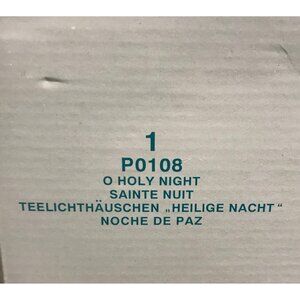 1
P0108
O HOLY NIGHT
SAINTE NUIT
TEELICHTHÄUSCHEN „HEILIGE NACHT“
NOCHE DE PAZ